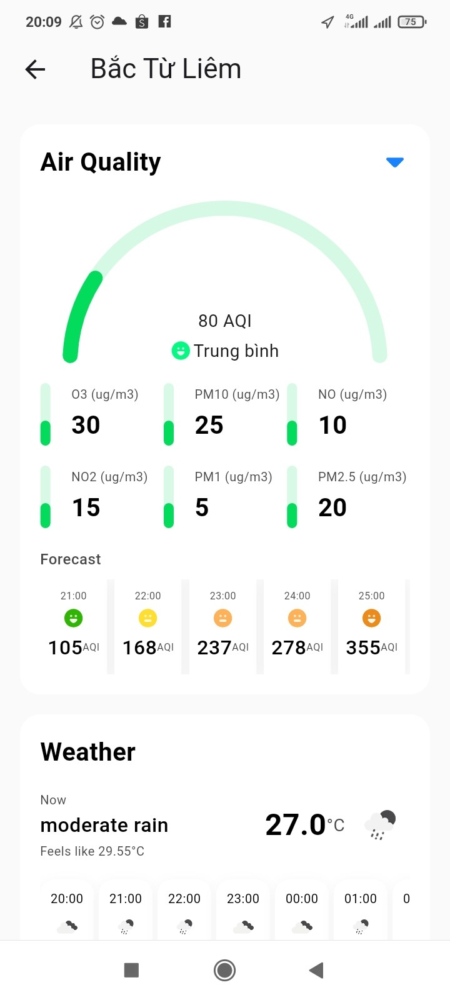 20:09
4G
75
Bắc Từ Liêm
Air Quality
80 AQI
Trung bình
O3 (ug/m3) PM10 (ug/m3) NO (ug/m3)
30 25 10
NO2 (ug/m3) PM1 (ug/m3) PM2.5 (ug/m3)
15 5 20
Forecast
21:00 22:00 23:00 24:00 25:00
105AQI 168AQI 237AQI 278AQI 355AQI
Weather
Now
moderate rain 27.0°C
Feels like 29.55°C
20:00 21:00 22:00 23:00 00:00 01:00 0